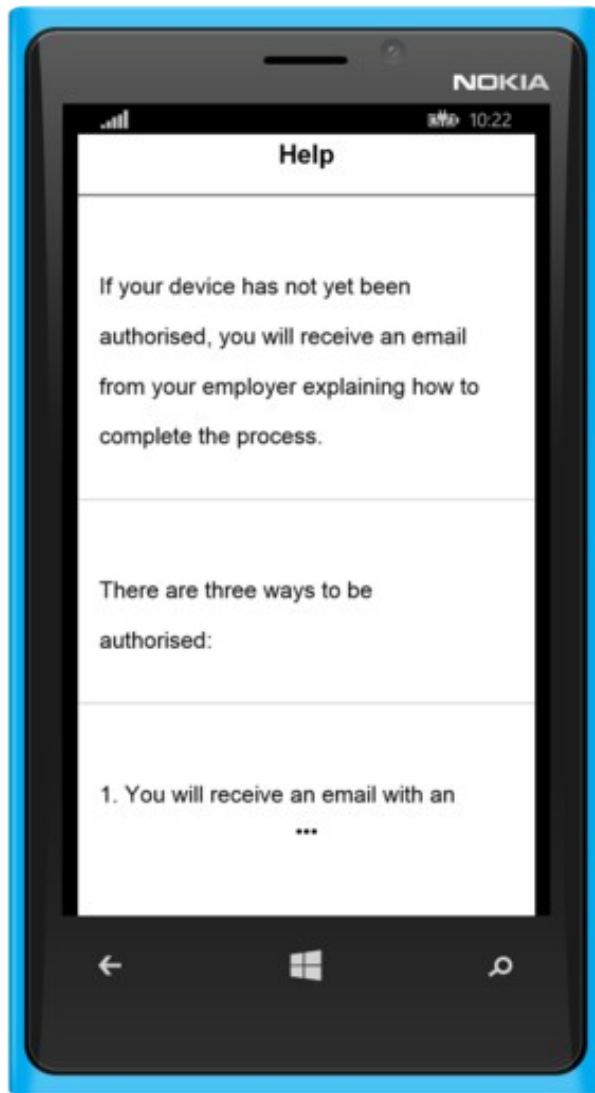 NOKIA
10:22
Help
If your device has not yet been
authorised, you will receive an email
from your employer explaining how to
complete the process.
There are three ways to be
authorised:
1. You will receive an email with an
•••